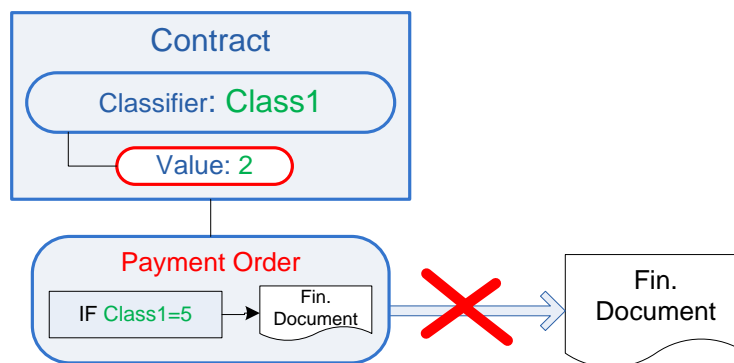 Contract
Classifier: Class1
Value: 2
Payment Order
IF Class1=5
Fin.
Document
Fin.
Document